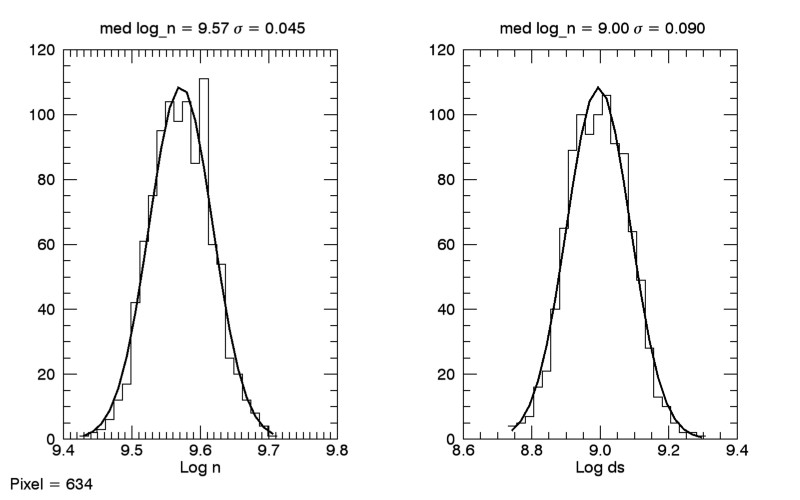 med log_n = 9.57 σ = 0.045
120
100
80
60
40
20
0
9.4 9.5 9.6 9.7 9.8
Log n
med log_n = 9.00 σ = 0.090
120
100
80
60
40
20
0
8.6 8.8 9.0 9.2 9.4
Log ds
Pixel = 634